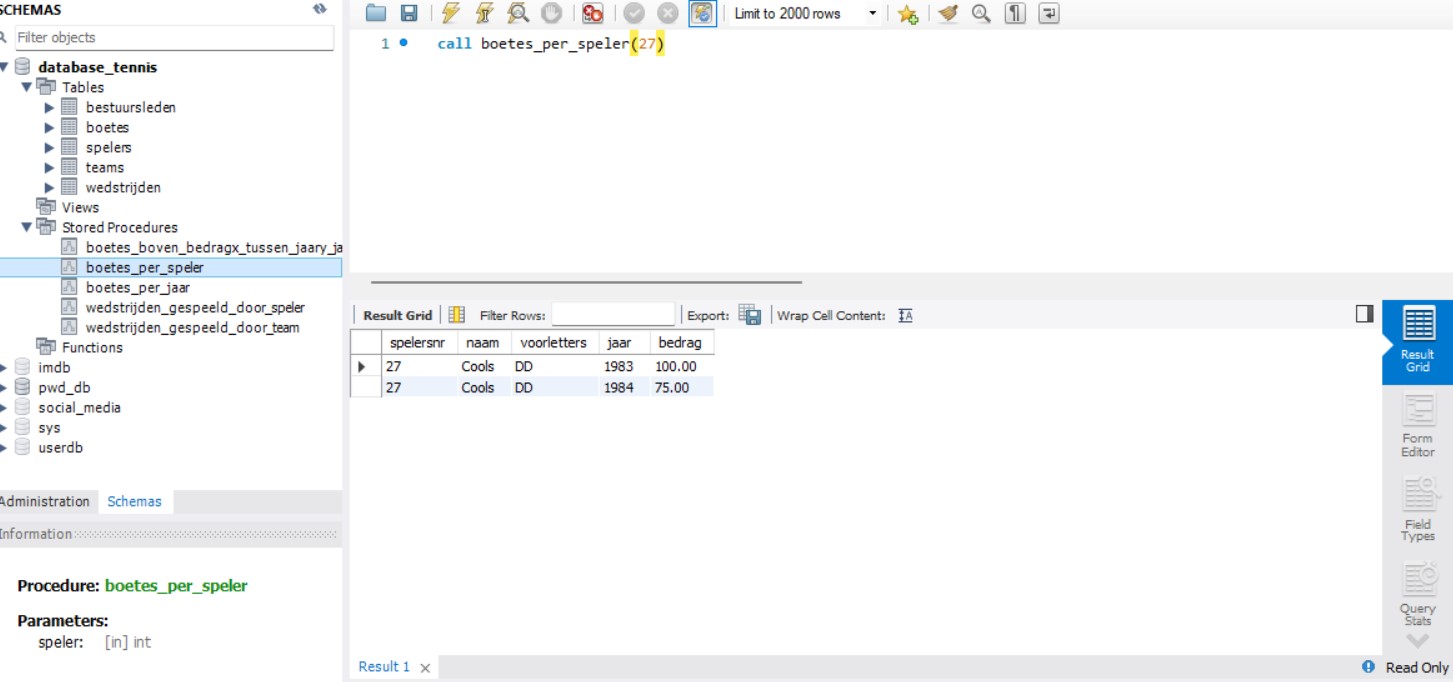 SCHEMAS
Filter objects
database_tennis
Tables
bestuursleden
boetes
spelers
teams
wedstrijden
Views
Stored Procedures
boetes_boven_bedragx_tussen_jaary_ja
boetes_per_speler
boetes_per_jaar
wedstrijden_gespeeld_door_speler
wedstrijden_gespeeld_door_team
Functions
imdb
pwd_db
social_media
sys
userdb
Administration Schemas
Information
Procedure: boetes_per_speler
Parameters:
speler: [in] int
Limit to 2000 rows
1 call boetes_per_speler(27)
Result Grid Filter Rows: Export: Wrap Cell Content:
spelersnr naam voorletters jaar bedrag
27 Cools DD 1983 100.00
27 Cools DD 1984 75.00
Result
Grid
Form
Editor
Field
Types
Query
Stats
Result 1
Read Only